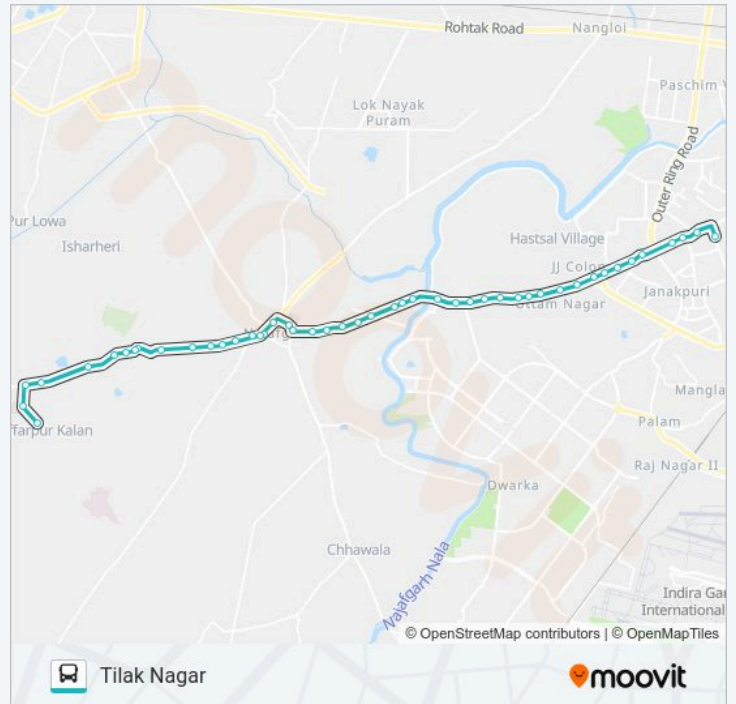 Rohtak Road
Nangloi
Paschim V
Lok Nayak
Puram
Outer Ring Road
Pur Lowa
Isharheri
Hastsal Village
JJ Colon
Janakpuri
Uttam Nagar
Mangla
Palam
ffarpur Kalan
Raj Nagar II
Dwarka
Chhawala
Najafgarh Nala
Indira Gan
International
© OpenStreetMap contributors | © OpenMapTiles
Tilak Nagar
moovit